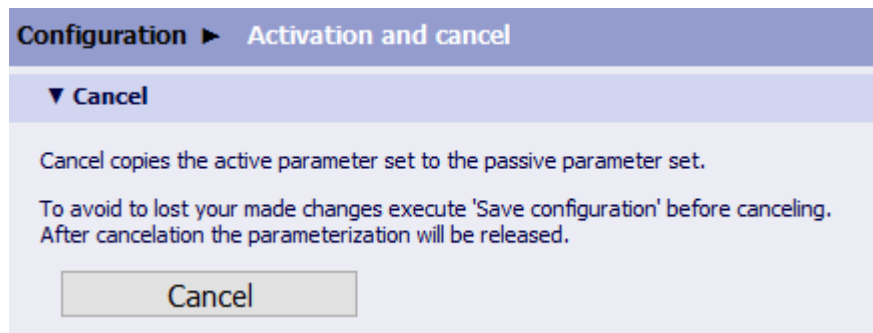 Configuration ► Activation and cancel
▼ Cancel
Cancel copies the active parameter set to the passive parameter set.
To avoid to lost your made changes execute 'Save configuration' before canceling.
After cancelation the parameterization will be released.
Cancel